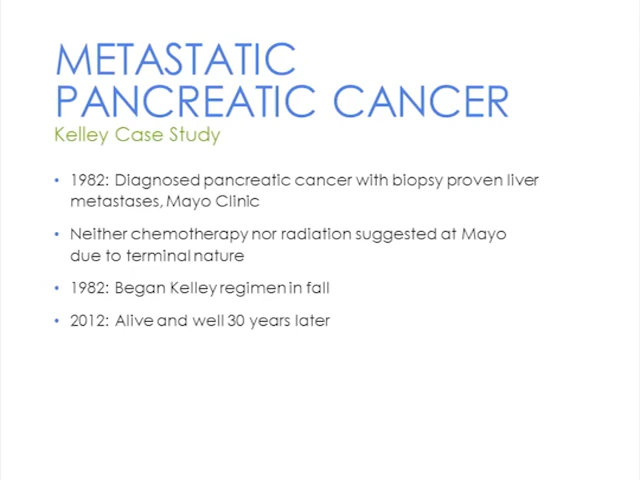 METASTATIC
PANCREATIC CANCER
Kelley Case Study
• 1982: Diagnosed pancreatic cancer with biopsy proven liver
metastases, Mayo Clinic
• Neither chemotherapy nor radiation suggested at Mayo
due to terminal nature
• 1982: Began Kelley regimen in fall
• 2012: Alive and well 30 years later